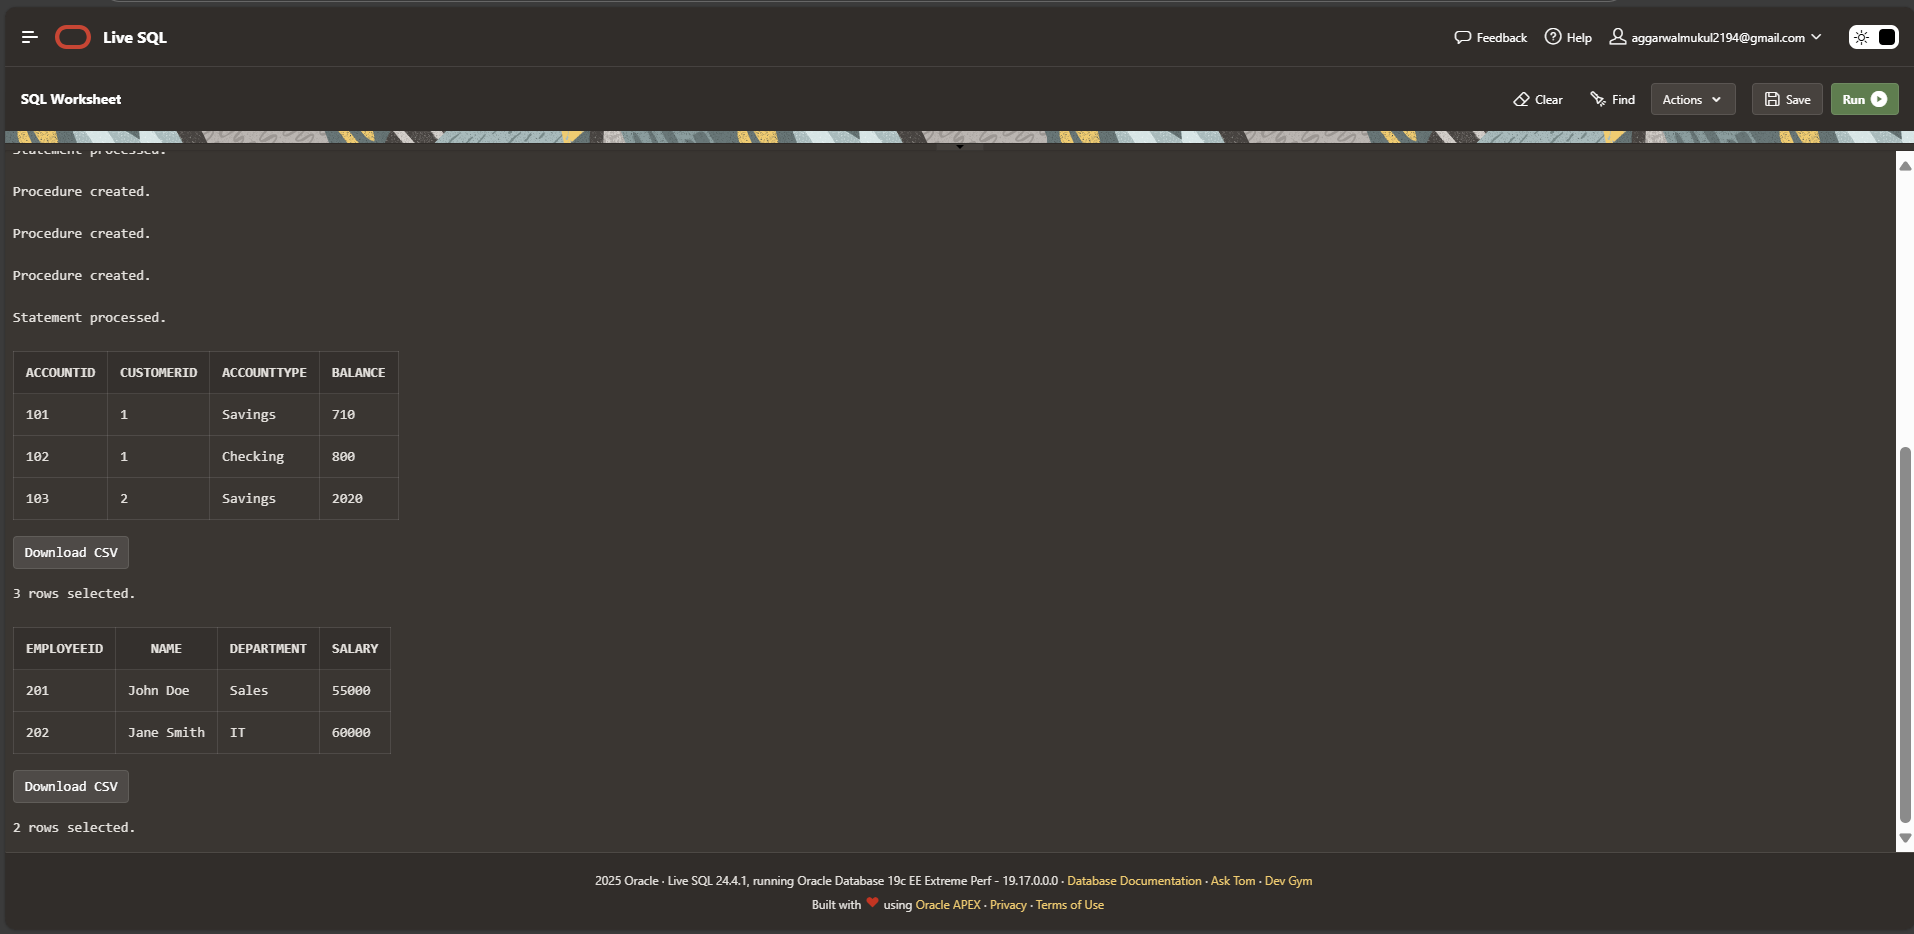 Live SQL
Feedback Help aggarwalmukul2194@gmail.com
SQL Worksheet
Clear Find Actions Save Run
Statement processed.
Procedure created.
Procedure created.
Procedure created.
Statement processed.
ACCOUNTID CUSTOMERID ACCOUNTTYPE BALANCE
101 1 Savings 710
102 1 Checking 800
103 2 Savings 2020
Download CSV
3 rows selected.
EMPLOYEEID NAME DEPARTMENT SALARY
201 John Doe Sales 55000
202 Jane Smith IT 60000
Download CSV
2 rows selected.
2025 Oracle · Live SQL 24.4.1, running Oracle Database 19c EE Extreme Perf - 19.17.0.0.0 · Database Documentation · Ask Tom · Dev Gym
Built with ❤ using Oracle APEX · Privacy · Terms of Use